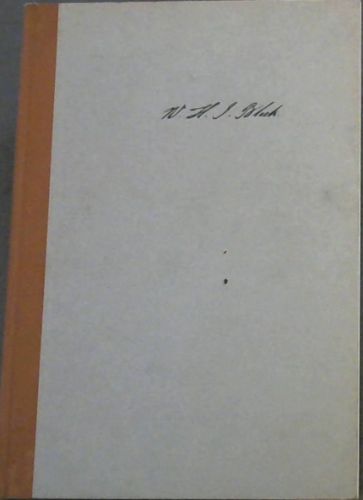 W. H. I. Bleek